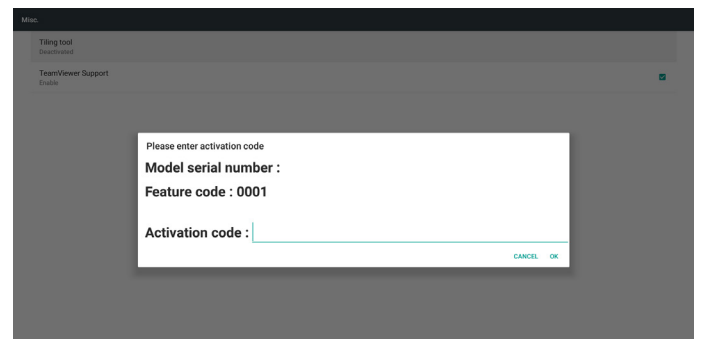 Misc.
Tiling tool
Deactivated
TeamViewer Support
Enable
Please enter activation code
Model serial number :
Feature code : 0001
Activation code :
CANCEL OK